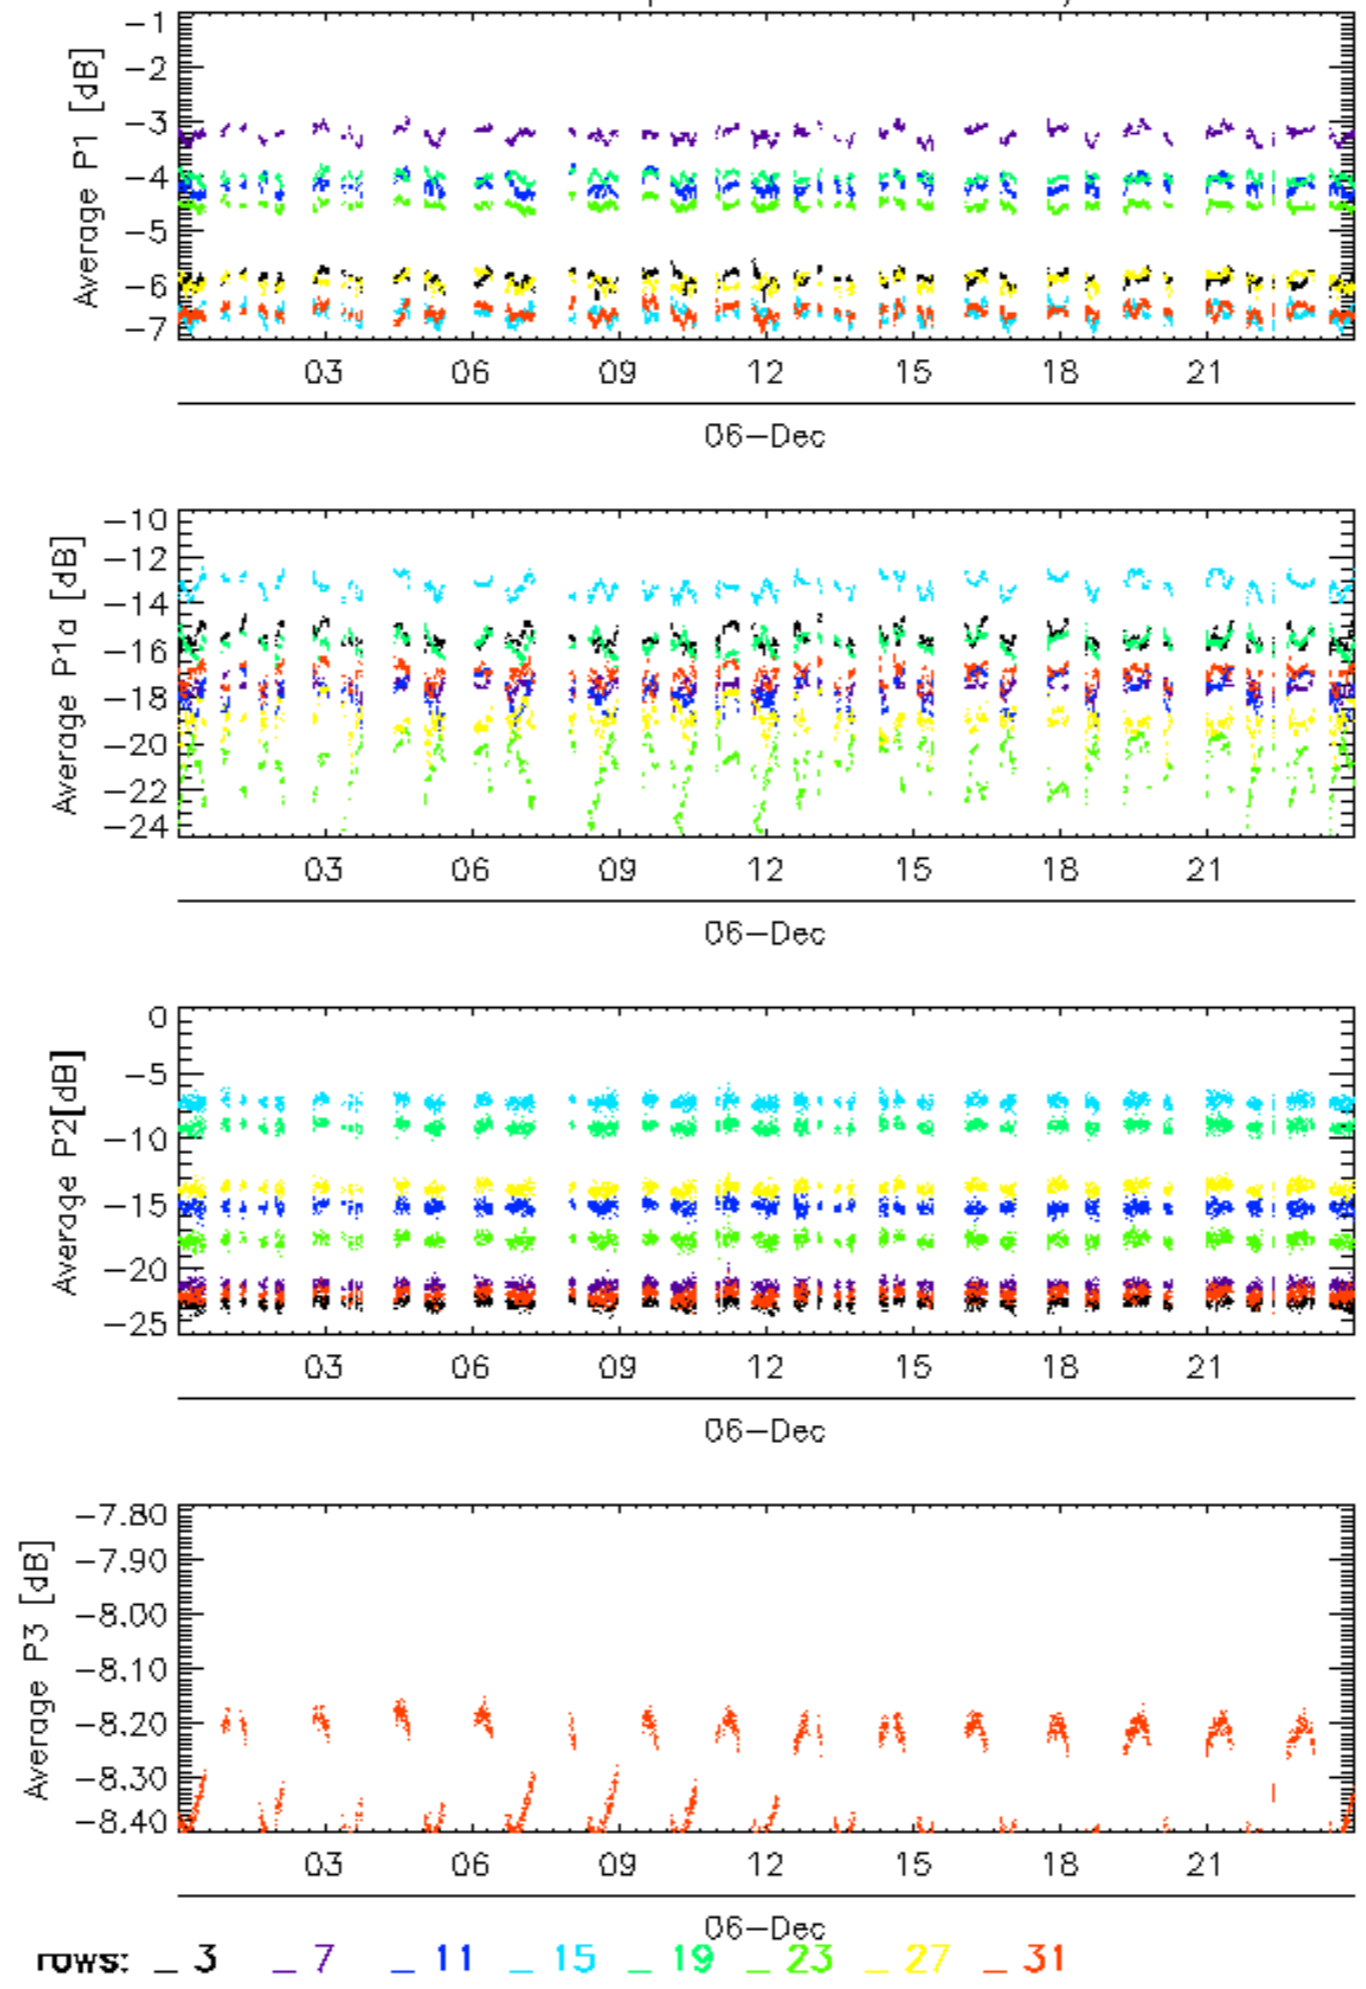 Average P1 [dB]
-1
-2
-3
-4
-5
-6
-7
03 06 09 12 15 18 21
06-Dec
Average P1a [dB]
-10
-12
-14
-16
-18
-20
-22
-24
03 06 09 12 15 18 21
06-Dec
Average P2[dB]
0
-5
-10
-15
-20
-25
03 06 09 12 15 18 21
06-Dec
Average P3 [dB]
-7.80
-7.90
-8.00
-8.10
-8.20
-8.30
-8.40
03 06 09 12 15 18 21
06-Dec
rows: _ 3 _ 7 _ 11 _ 15 _ 19 _ 23 _ 27 _ 31